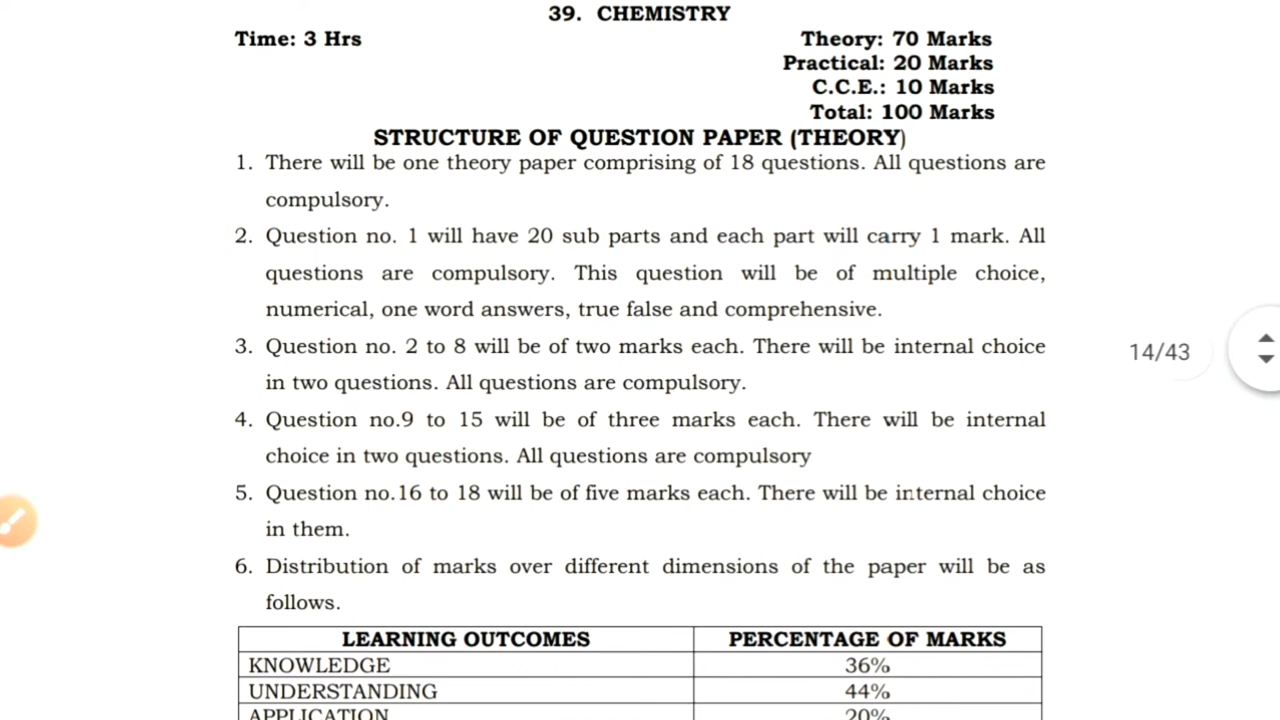 39. CHEMISTRY
Time: 3 Hrs
Theory: 70 Marks
Practical: 20 Marks
C.C.E.: 10 Marks
Total: 100 Marks
STRUCTURE OF QUESTION PAPER (THEORY)
1. There will be one theory paper comprising of 18 questions. All questions are
compulsory.
2. Question no. 1 will have 20 sub parts and each part will carry 1 mark. All
questions are compulsory. This question will be of multiple choice,
numerical, one word answers, true false and comprehensive.
3. Question no. 2 to 8 will be of two marks each. There will be internal choice
in two questions. All questions are compulsory.
14/43
4. Question no.9 to 15 will be of three marks each. There will be internal
choice in two questions. All questions are compulsory
5. Question no.16 to 18 will be of five marks each. There will be internal choice
in them.
6. Distribution of marks over different dimensions of the paper will be as
follows.
LEARNING OUTCOMES PERCENTAGE OF MARKS
KNOWLEDGE 36%
UNDERSTANDING 44%
APPLICATION 20%